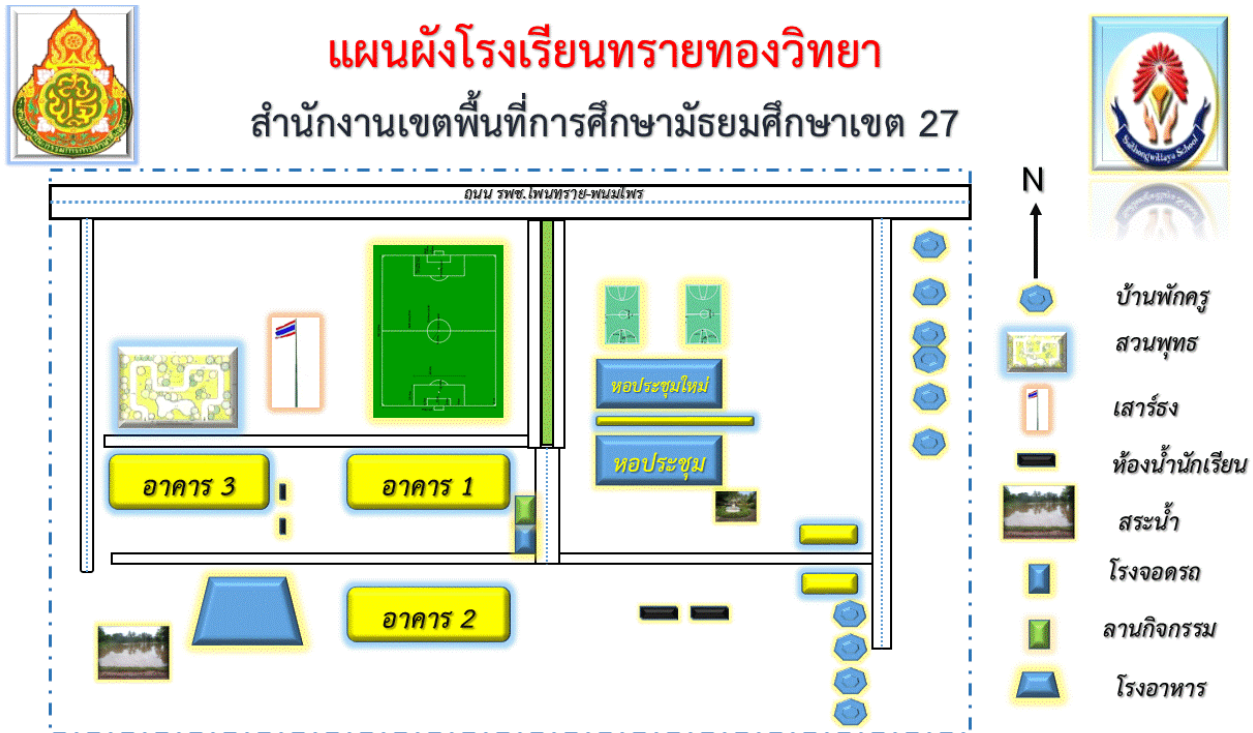 แผนผังโรงเรียนทรายทองวิทยา
สำนักงานเขตพื้นที่การศึกษามัธยมศึกษาเขต 27
Saithongwittaya School
ถนน รพช.โพนทราย-พนมไพร
N
บ้านพักครู
สวนพุทธ
เสาร์ธง
ห้องน้ำนักเรียน
สระน้ำ
โรงจอดรถ
ลานกิจกรรม
โรงอาหาร
หอประชุมใหม่
หอประชุม
อาคาร 3
อาคาร 1
อาคาร 2